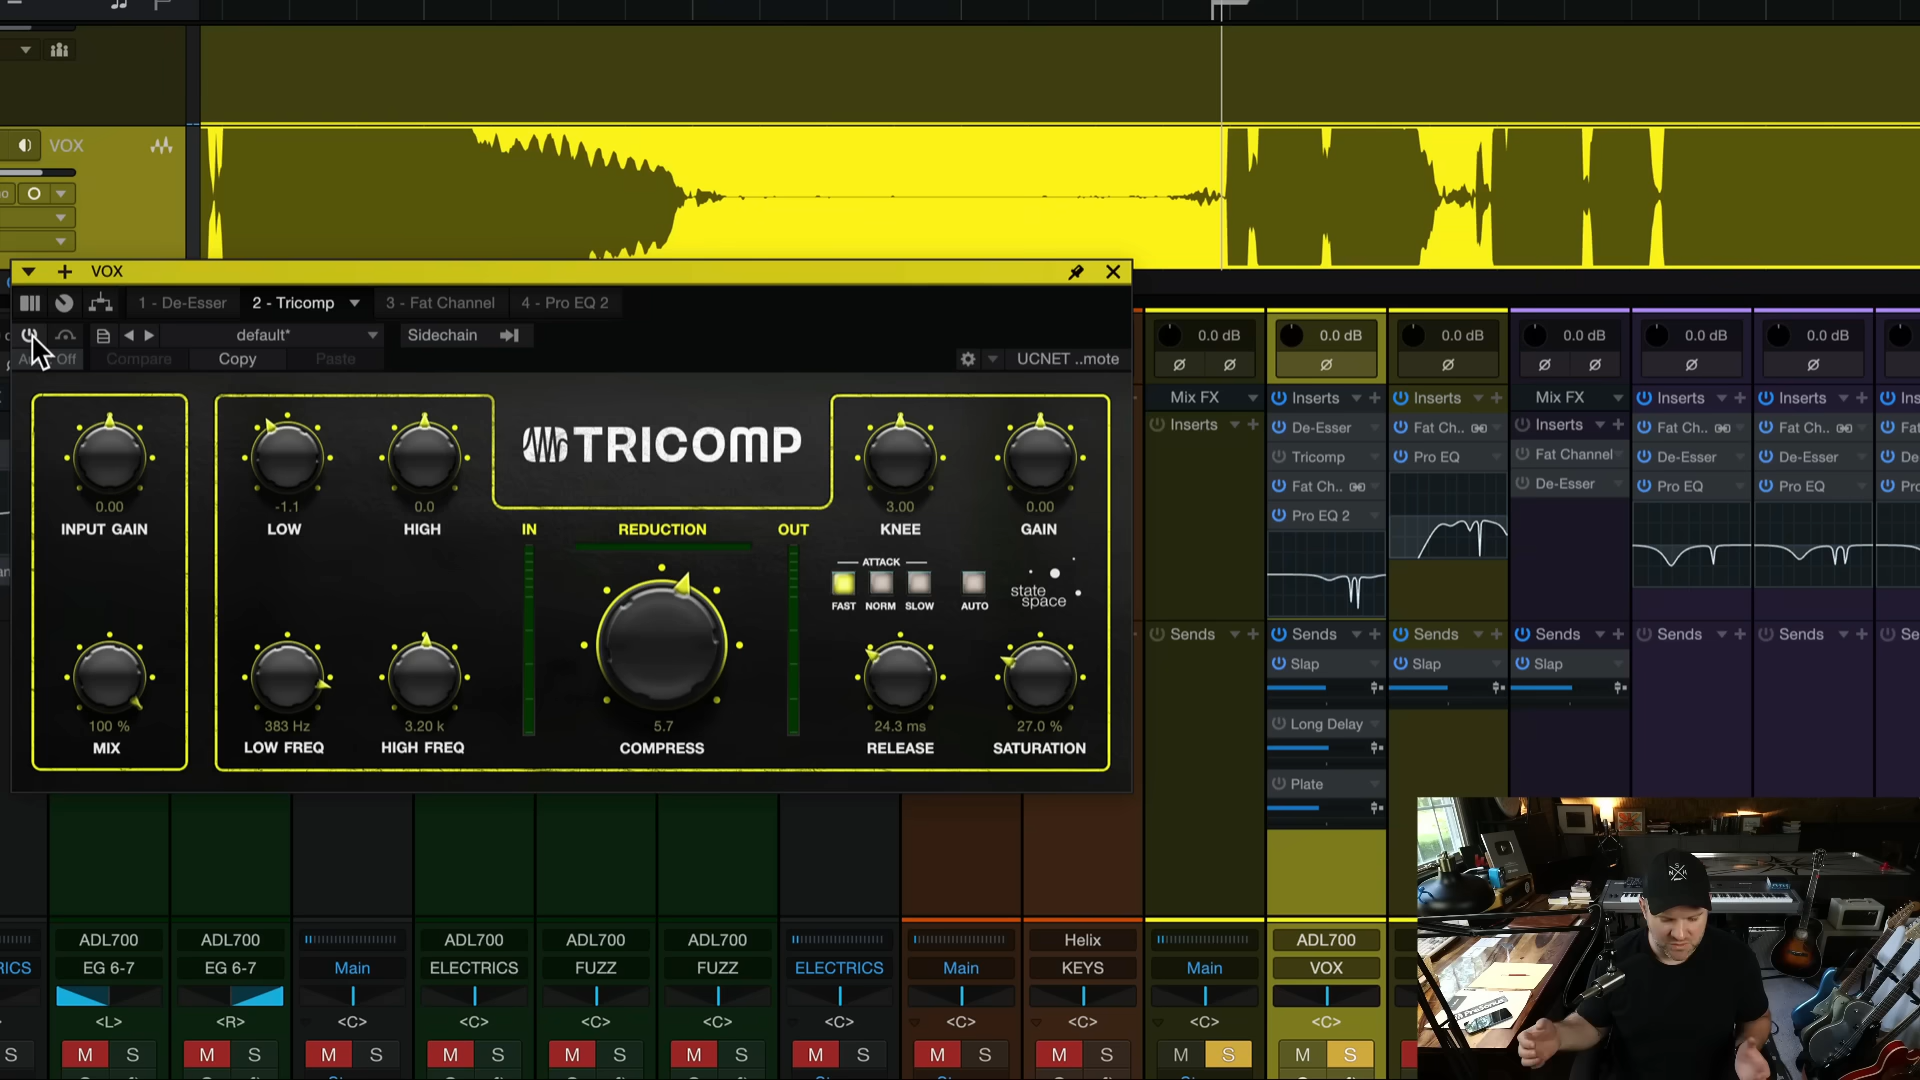 VOX
VOX
1 - De-Esser
2 - Tricomp
3 - Fat Channel
4 - Pro EQ 2
default*
Sidechain
Compare
Copy
Paste
UCNET ..mote
TRICOMP
0.00
INPUT GAIN
-1.1
LOW
0.0
HIGH
IN
REDUCTION
OUT
3.00
KNEE
0.00
GAIN
ATTACK
FAST
NORM
SLOW
AUTO
state
space
100 %
MIX
383 Hz
LOW FREQ
3.20 k
HIGH FREQ
5.7
COMPRESS
24.3 ms
RELEASE
27.0 %
SATURATION
0.0 dB
0.0 dB
0.0 dB
0.0 dB
0.0 dB
0.0 dB
Ø Ø
Ø
Ø
Ø Ø
Ø
Ø
Mix FX
Inserts
Inserts
De-Esser
Tricomp
Fat Ch..
Pro EQ 2
Inserts
Fat Ch..
Pro EQ
Mix FX
Inserts
Fat Channel
De-Esser
Inserts
Fat Ch..
De-Esser
Pro EQ
Inserts
Fat Ch..
De-Esser
Pro EQ
Sends
Sends
Slap
Long Delay
Plate
Sends
Slap
Sends
Slap
Sends
Sends
ADL700
EG 6-7
<L>
M S
ADL700
EG 6-7
<R>
M S
Main
<C>
M S
ADL700
ELECTRICS
<C>
M S
ADL700
FUZZ
<C>
M S
ADL700
FUZZ
<C>
M S
ELECTRICS
<C>
M S
Main
<C>
M S
Helix
KEYS
<C>
M S
Main
<C>
M S
ADL700
VOX
<C>
M S